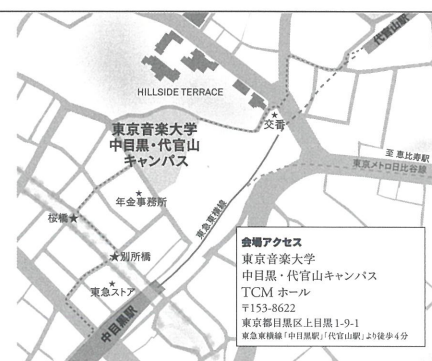 代官山駅
HILLSIDE TERRACE
★
交番
東京音楽大学
中目黒・代官山
キャンパス
至 恵比寿駅
東京メトロ日比谷線
★
年金事務所
桜橋★
東急東横線
★別所橋
★
東急ストア
中目黒駅
会場アクセス
東京音楽大学
中目黒・代官山キャンパス
TCM ホール
〒153-8622
東京都目黒区上目黒1-9-1
東急東横線「中目黒駅」「代官山駅」より徒歩4分